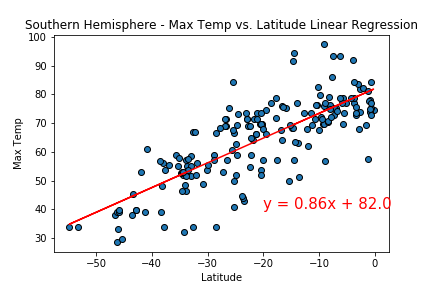 Southern Hemisphere - Max Temp vs. Latitude Linear Regression
100
90
80
70
60
50
40
30
Max Temp
y = 0.86x + 82.0
−50 −40 −30 −20 −10 0
Latitude